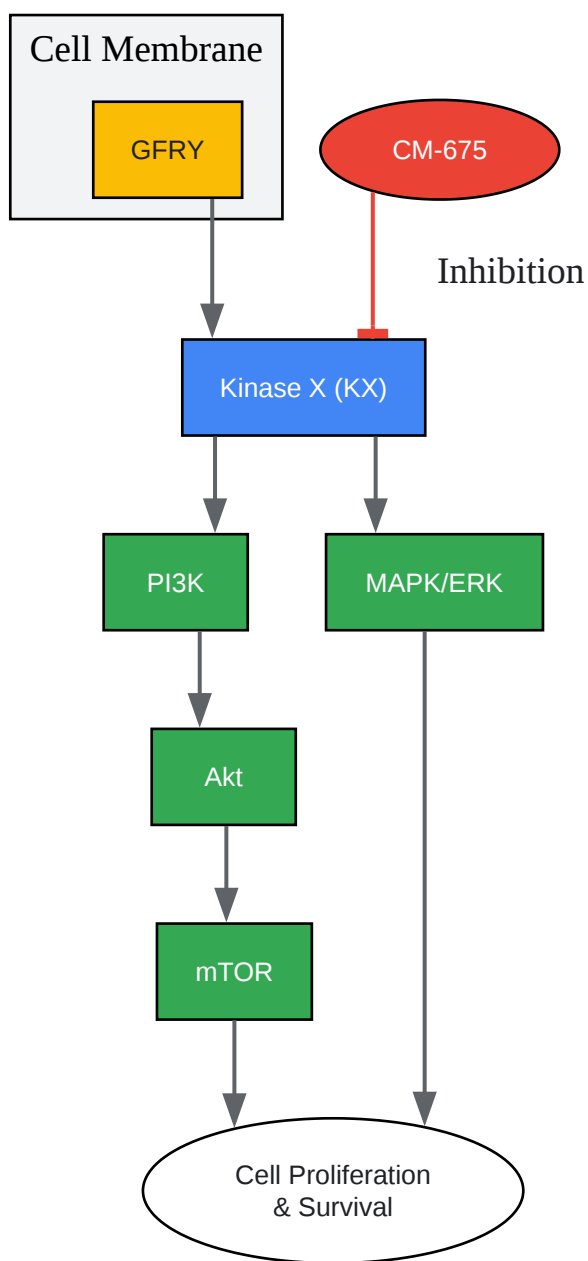 Cell Membrane
GFRY
CM-675
Inhibition
Kinase X (KX)
PI3K
MAPK/ERK
Akt
mTOR
Cell Proliferation
& Survival